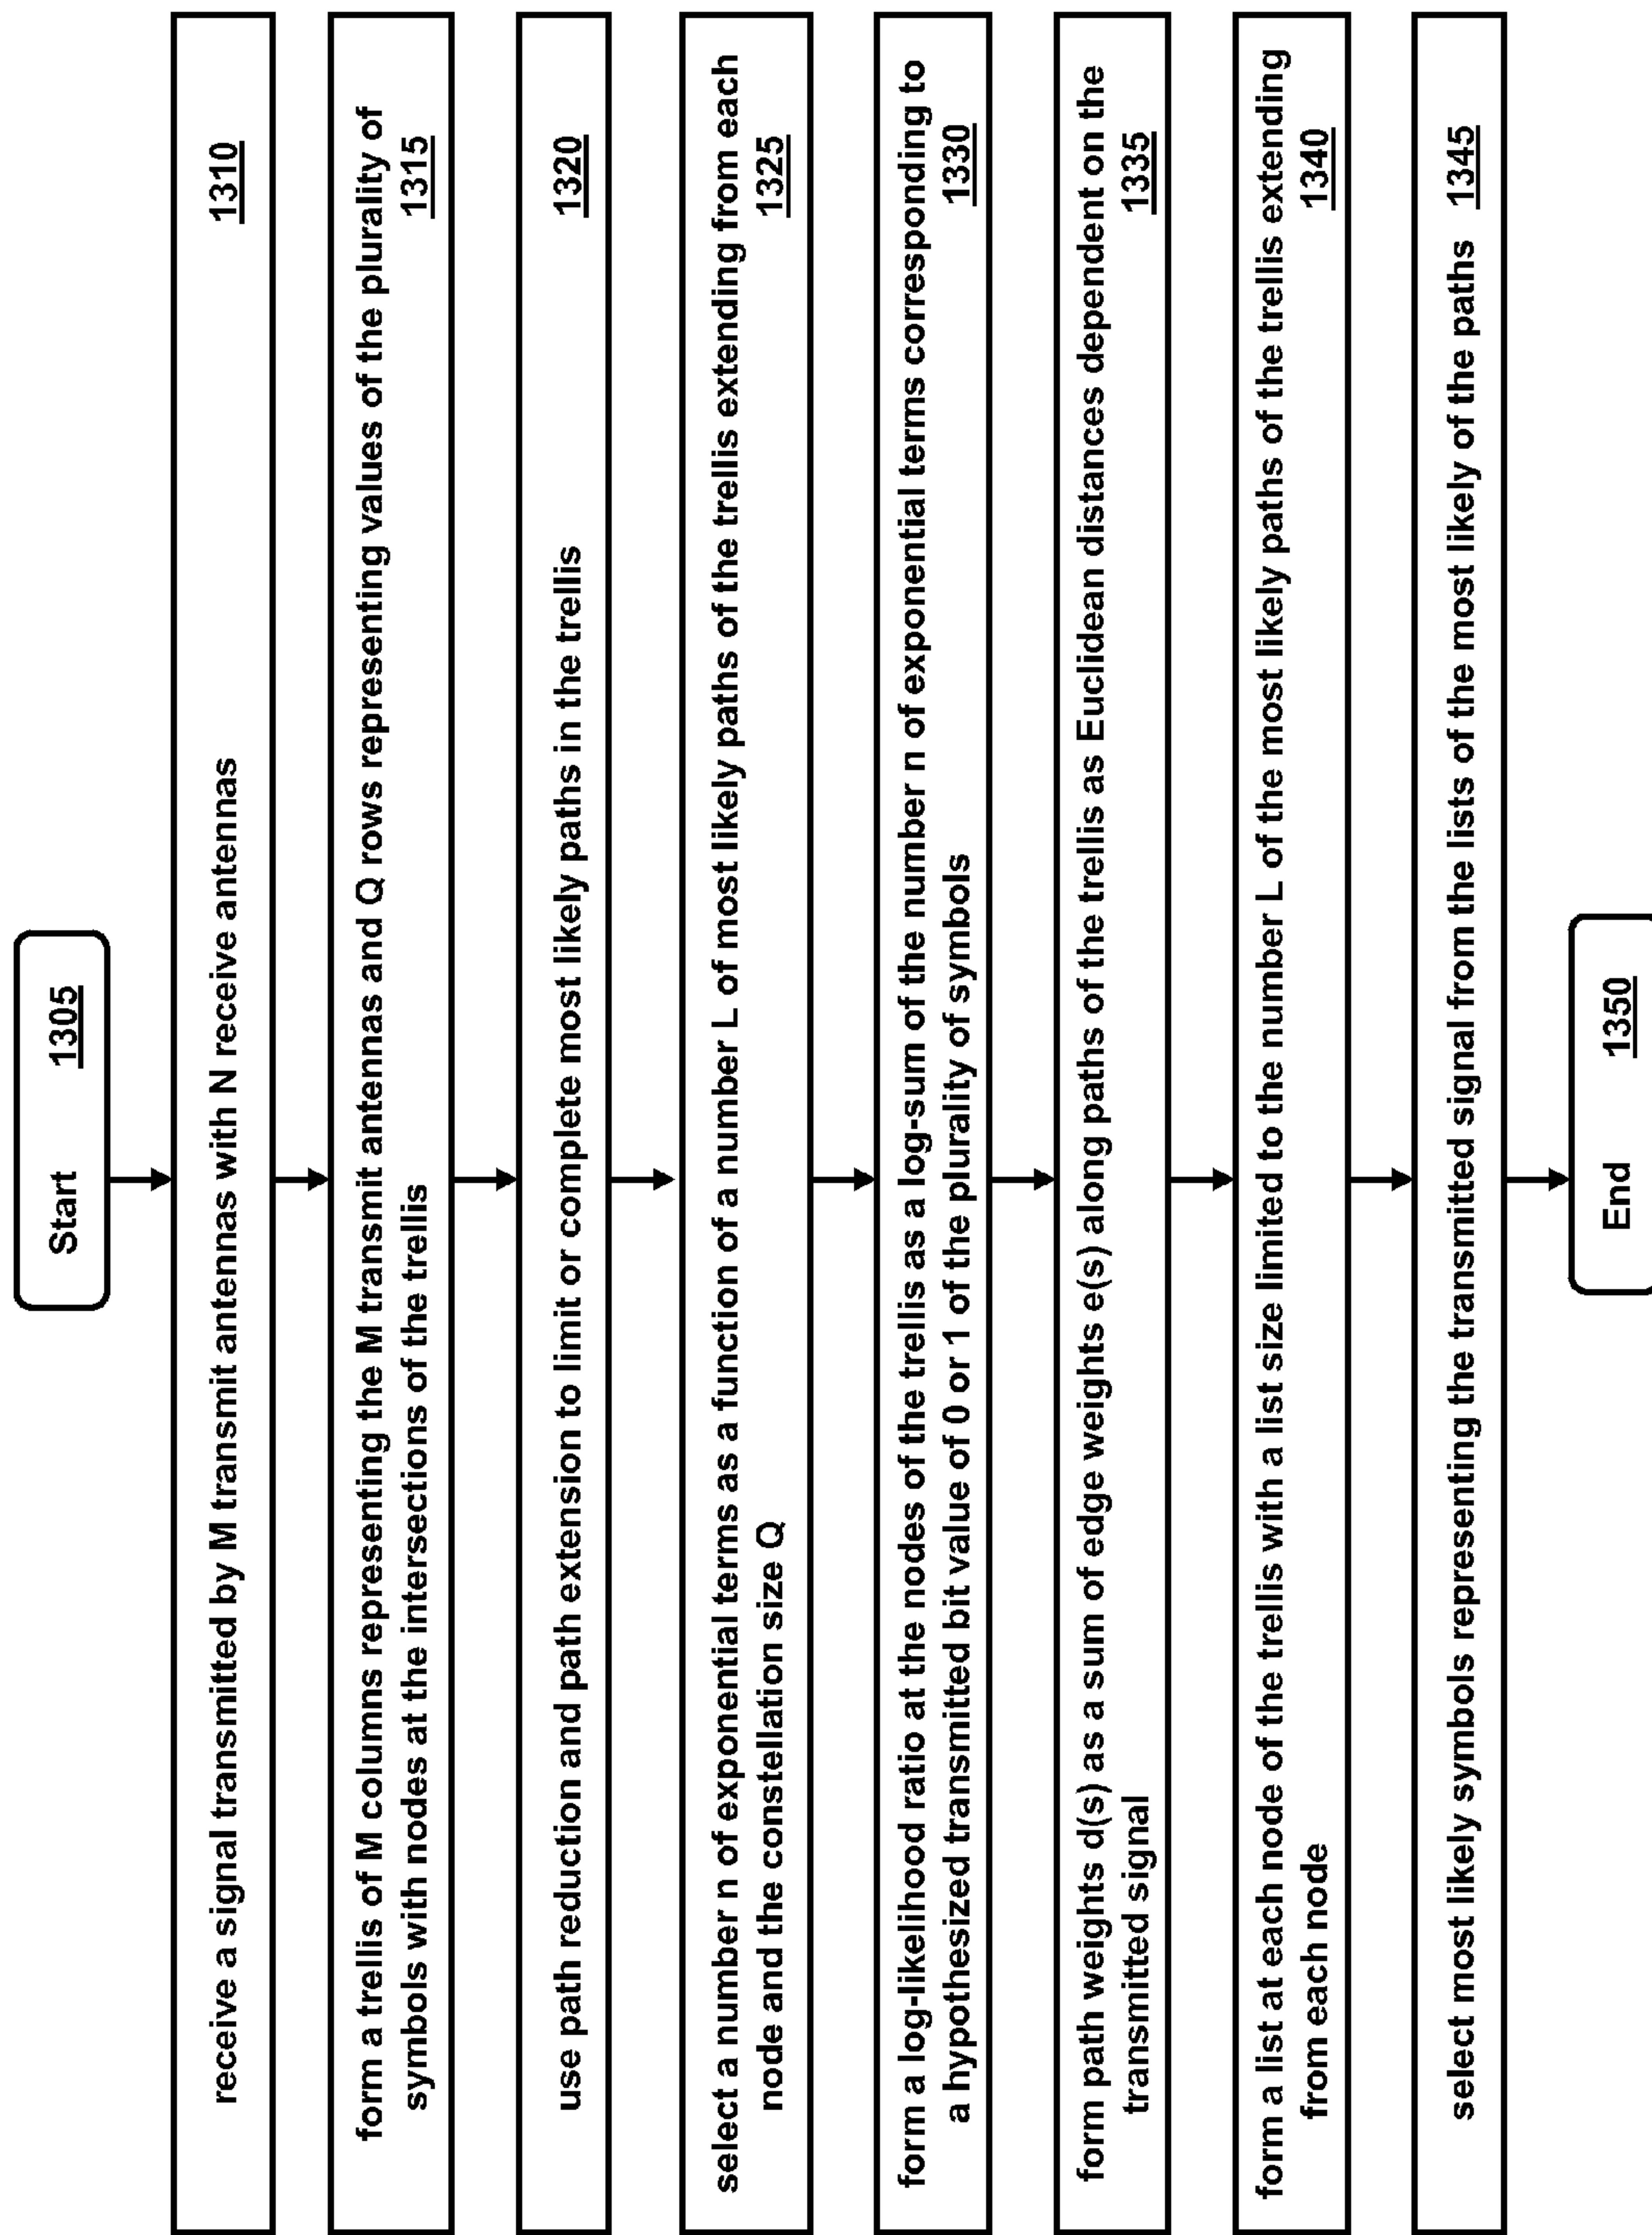 Start 1305
receive a signal transmitted by M transmit antennas with N receive antennas 1310
form a trellis of M columns representing the M transmit antennas and Q rows representing values of the plurality of
symbols with nodes at the intersections of the trellis 1315
use path reduction and path extension to limit or complete most likely paths in the trellis 1320
select a number n of exponential terms as a function of a number L of most likely paths of the trellis extending from each
node and the constellation size Q 1325
form a log-likelihood ratio at the nodes of the trellis as a log-sum of the number n of exponential terms corresponding to
a hypothesized transmitted bit value of 0 or 1 of the plurality of symbols 1330
form path weights d(s) as a sum of edge weights e(s) along paths of the trellis as Euclidean distances dependent on the
transmitted signal 1335
form a list at each node of the trellis with a list size limited to the number L of the most likely paths of the trellis extending
from each node 1340
select most likely symbols representing the transmitted signal from the lists of the most likely of the paths 1345
End 1350